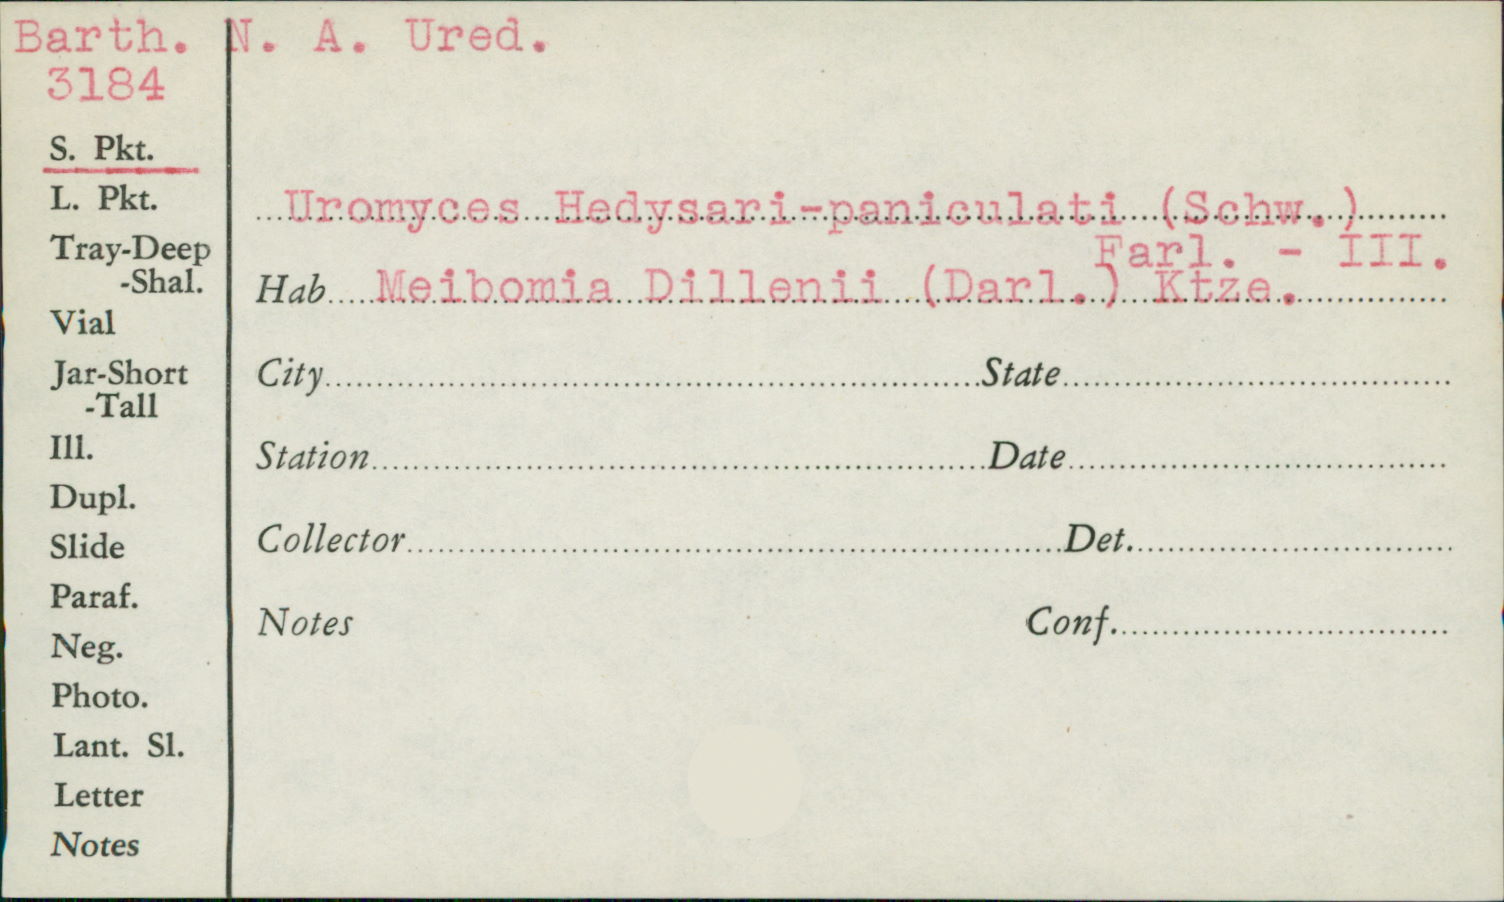 Barth. N. A. Ured.
3184
S. Pkt.
L. Pkt.
Tray-Deep
-Shal.
Vial
Jar-Short
-Tall
Ill.
Dupl.
Slide
Paraf.
Neg.
Photo.
Lant. Sl.
Letter
Notes
Uromyces Hedysari-paniculati (Schw.)
Farl. - III.
Hab Meibomia Dillenii (Darl.) Ktze.
City State
Station Date
Collector Det.
Notes Conf.